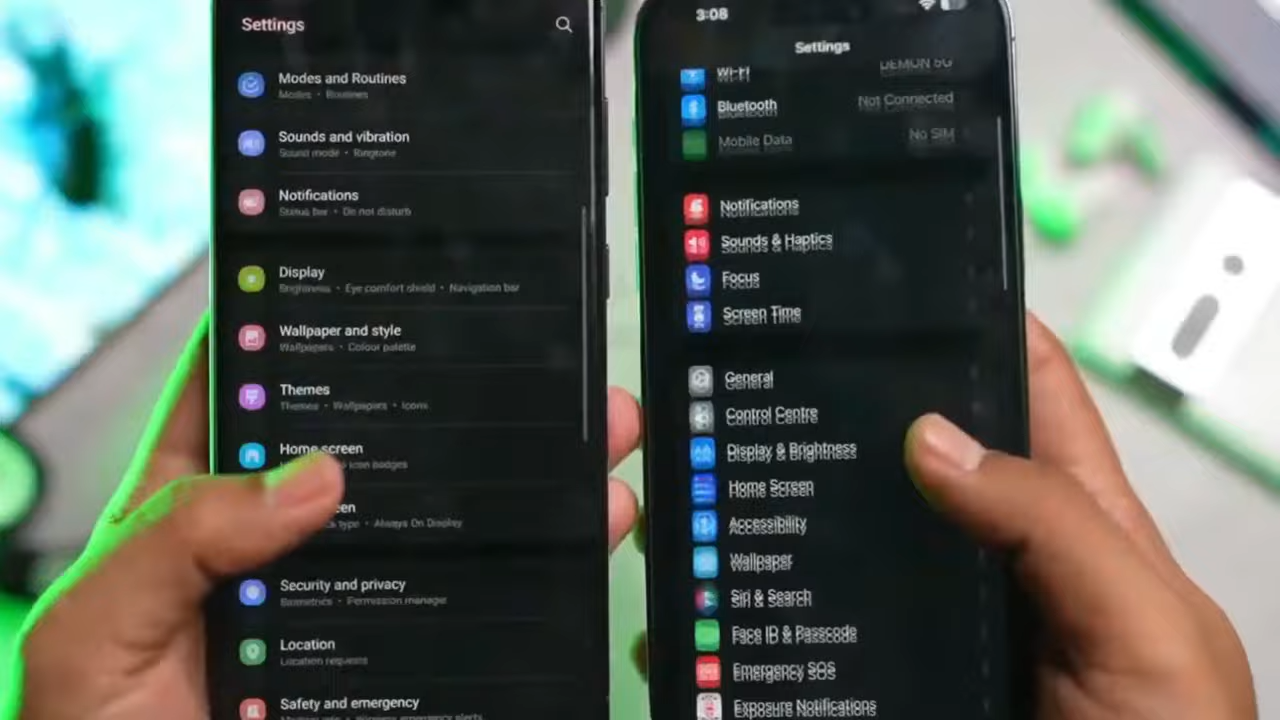 Settings
Modes and Routines
Modes • Routines
Sounds and vibration
Sound mode • Ringtone
Notifications
Status bar • Do not disturb
Display
Brightness • Eye comfort shield • Navigation bar
Wallpaper and style
Wallpapers • Colour palette
Themes
Themes • Wallpapers • Icons
Home screen
icon badges
type • Always On Display
Security and privacy
Biometrics • Permission manager
Location
Location requests
Safety and emergency
3:08
Settings
Wi-Fi DEMON 5G
Bluetooth Not Connected
Mobile Data No SIM
Notifications
Sounds & Haptics
Focus
Screen Time
General
Control Centre
Display & Brightness
Home Screen
Accessibility
Wallpaper
Siri & Search
Face ID & Passcode
Emergency SOS
Exposure Notifications